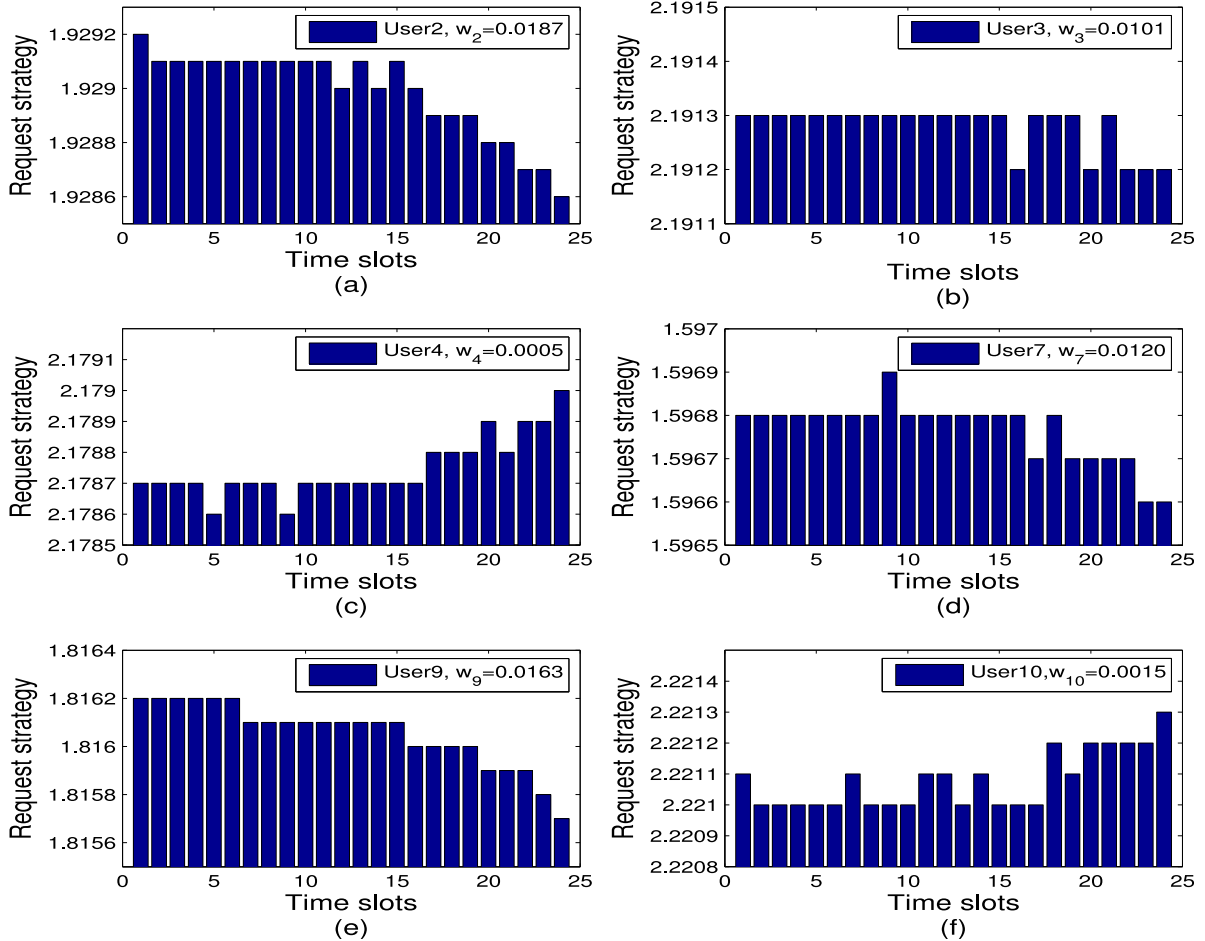 User2, w2=0.0187
Request strategy
1.9292
1.929
1.9288
1.9286
0 5 10 15 20 25
Time slots
(a)
User3, w3=0.0101
Request strategy
2.1915
2.1914
2.1913
2.1912
2.1911
0 5 10 15 20 25
Time slots
(b)
User4, w4=0.0005
Request strategy
2.1791
2.179
2.1789
2.1788
2.1787
2.1786
2.1785
0 5 10 15 20 25
Time slots
(c)
User7, w7=0.0120
Request strategy
1.597
1.5969
1.5968
1.5967
1.5966
1.5965
0 5 10 15 20 25
Time slots
(d)
User9, w9=0.0163
Request strategy
1.8164
1.8162
1.816
1.8158
1.8156
0 5 10 15 20 25
Time slots
(e)
User10,w10=0.0015
Request strategy
2.2214
2.2213
2.2212
2.2211
2.221
2.2209
2.2208
0 5 10 15 20 25
Time slots
(f)